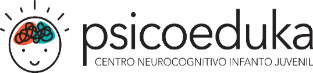 psicoeduka
CENTRO NEUROCOGNITIVO INFANTO JUVENIL